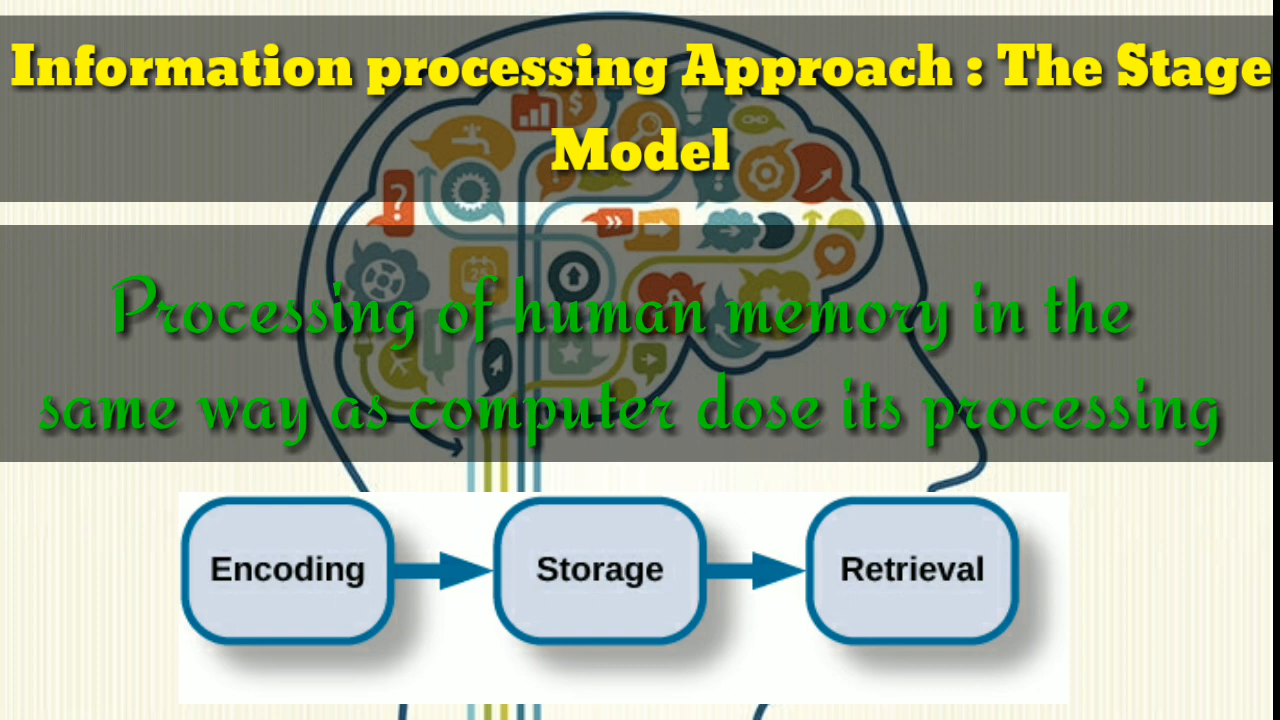 Information processing Approach : The Stage
Model
?
$
25
Processing of human memory in the
same way as computer dose its processing
Encoding
Storage
Retrieval